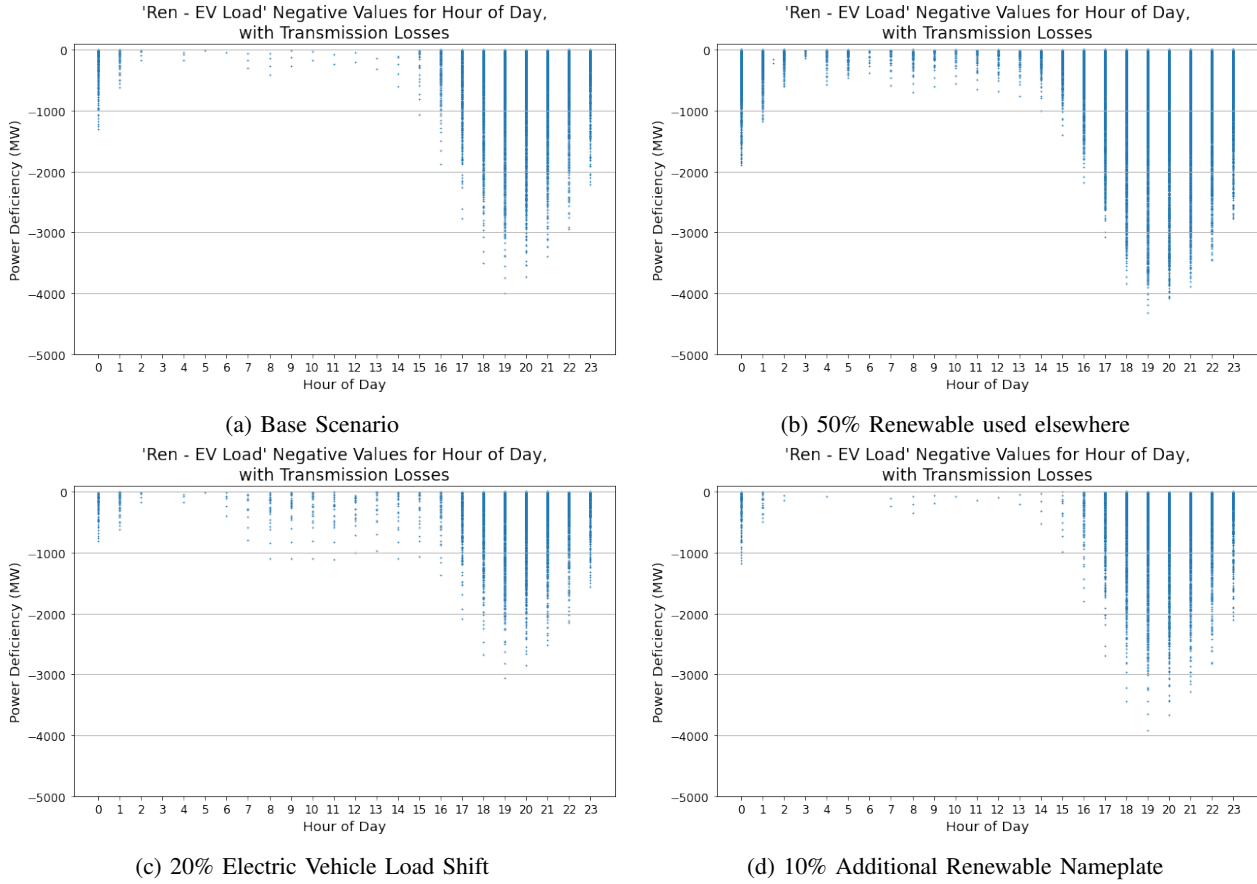 'Ren - EV Load' Negative Values for Hour of Day,
with Transmission Losses
Power Deficiency (MW)
0
−1000
−2000
−3000
−4000
−5000
0 1 2 3 4 5 6 7 8 9 10 11 12 13 14 15 16 17 18 19 20 21 22 23
Hour of Day
(a) Base Scenario
'Ren - EV Load' Negative Values for Hour of Day,
with Transmission Losses
Power Deficiency (MW)
0
−1000
−2000
−3000
−4000
−5000
0 1 2 3 4 5 6 7 8 9 10 11 12 13 14 15 16 17 18 19 20 21 22 23
Hour of Day
(b) 50% Renewable used elsewhere
'Ren - EV Load' Negative Values for Hour of Day,
with Transmission Losses
Power Deficiency (MW)
0
−1000
−2000
−3000
−4000
−5000
0 1 2 3 4 5 6 7 8 9 10 11 12 13 14 15 16 17 18 19 20 21 22 23
Hour of Day
(c) 20% Electric Vehicle Load Shift
'Ren - EV Load' Negative Values for Hour of Day,
with Transmission Losses
Power Deficiency (MW)
0
−1000
−2000
−3000
−4000
−5000
0 1 2 3 4 5 6 7 8 9 10 11 12 13 14 15 16 17 18 19 20 21 22 23
Hour of Day
(d) 10% Additional Renewable Nameplate